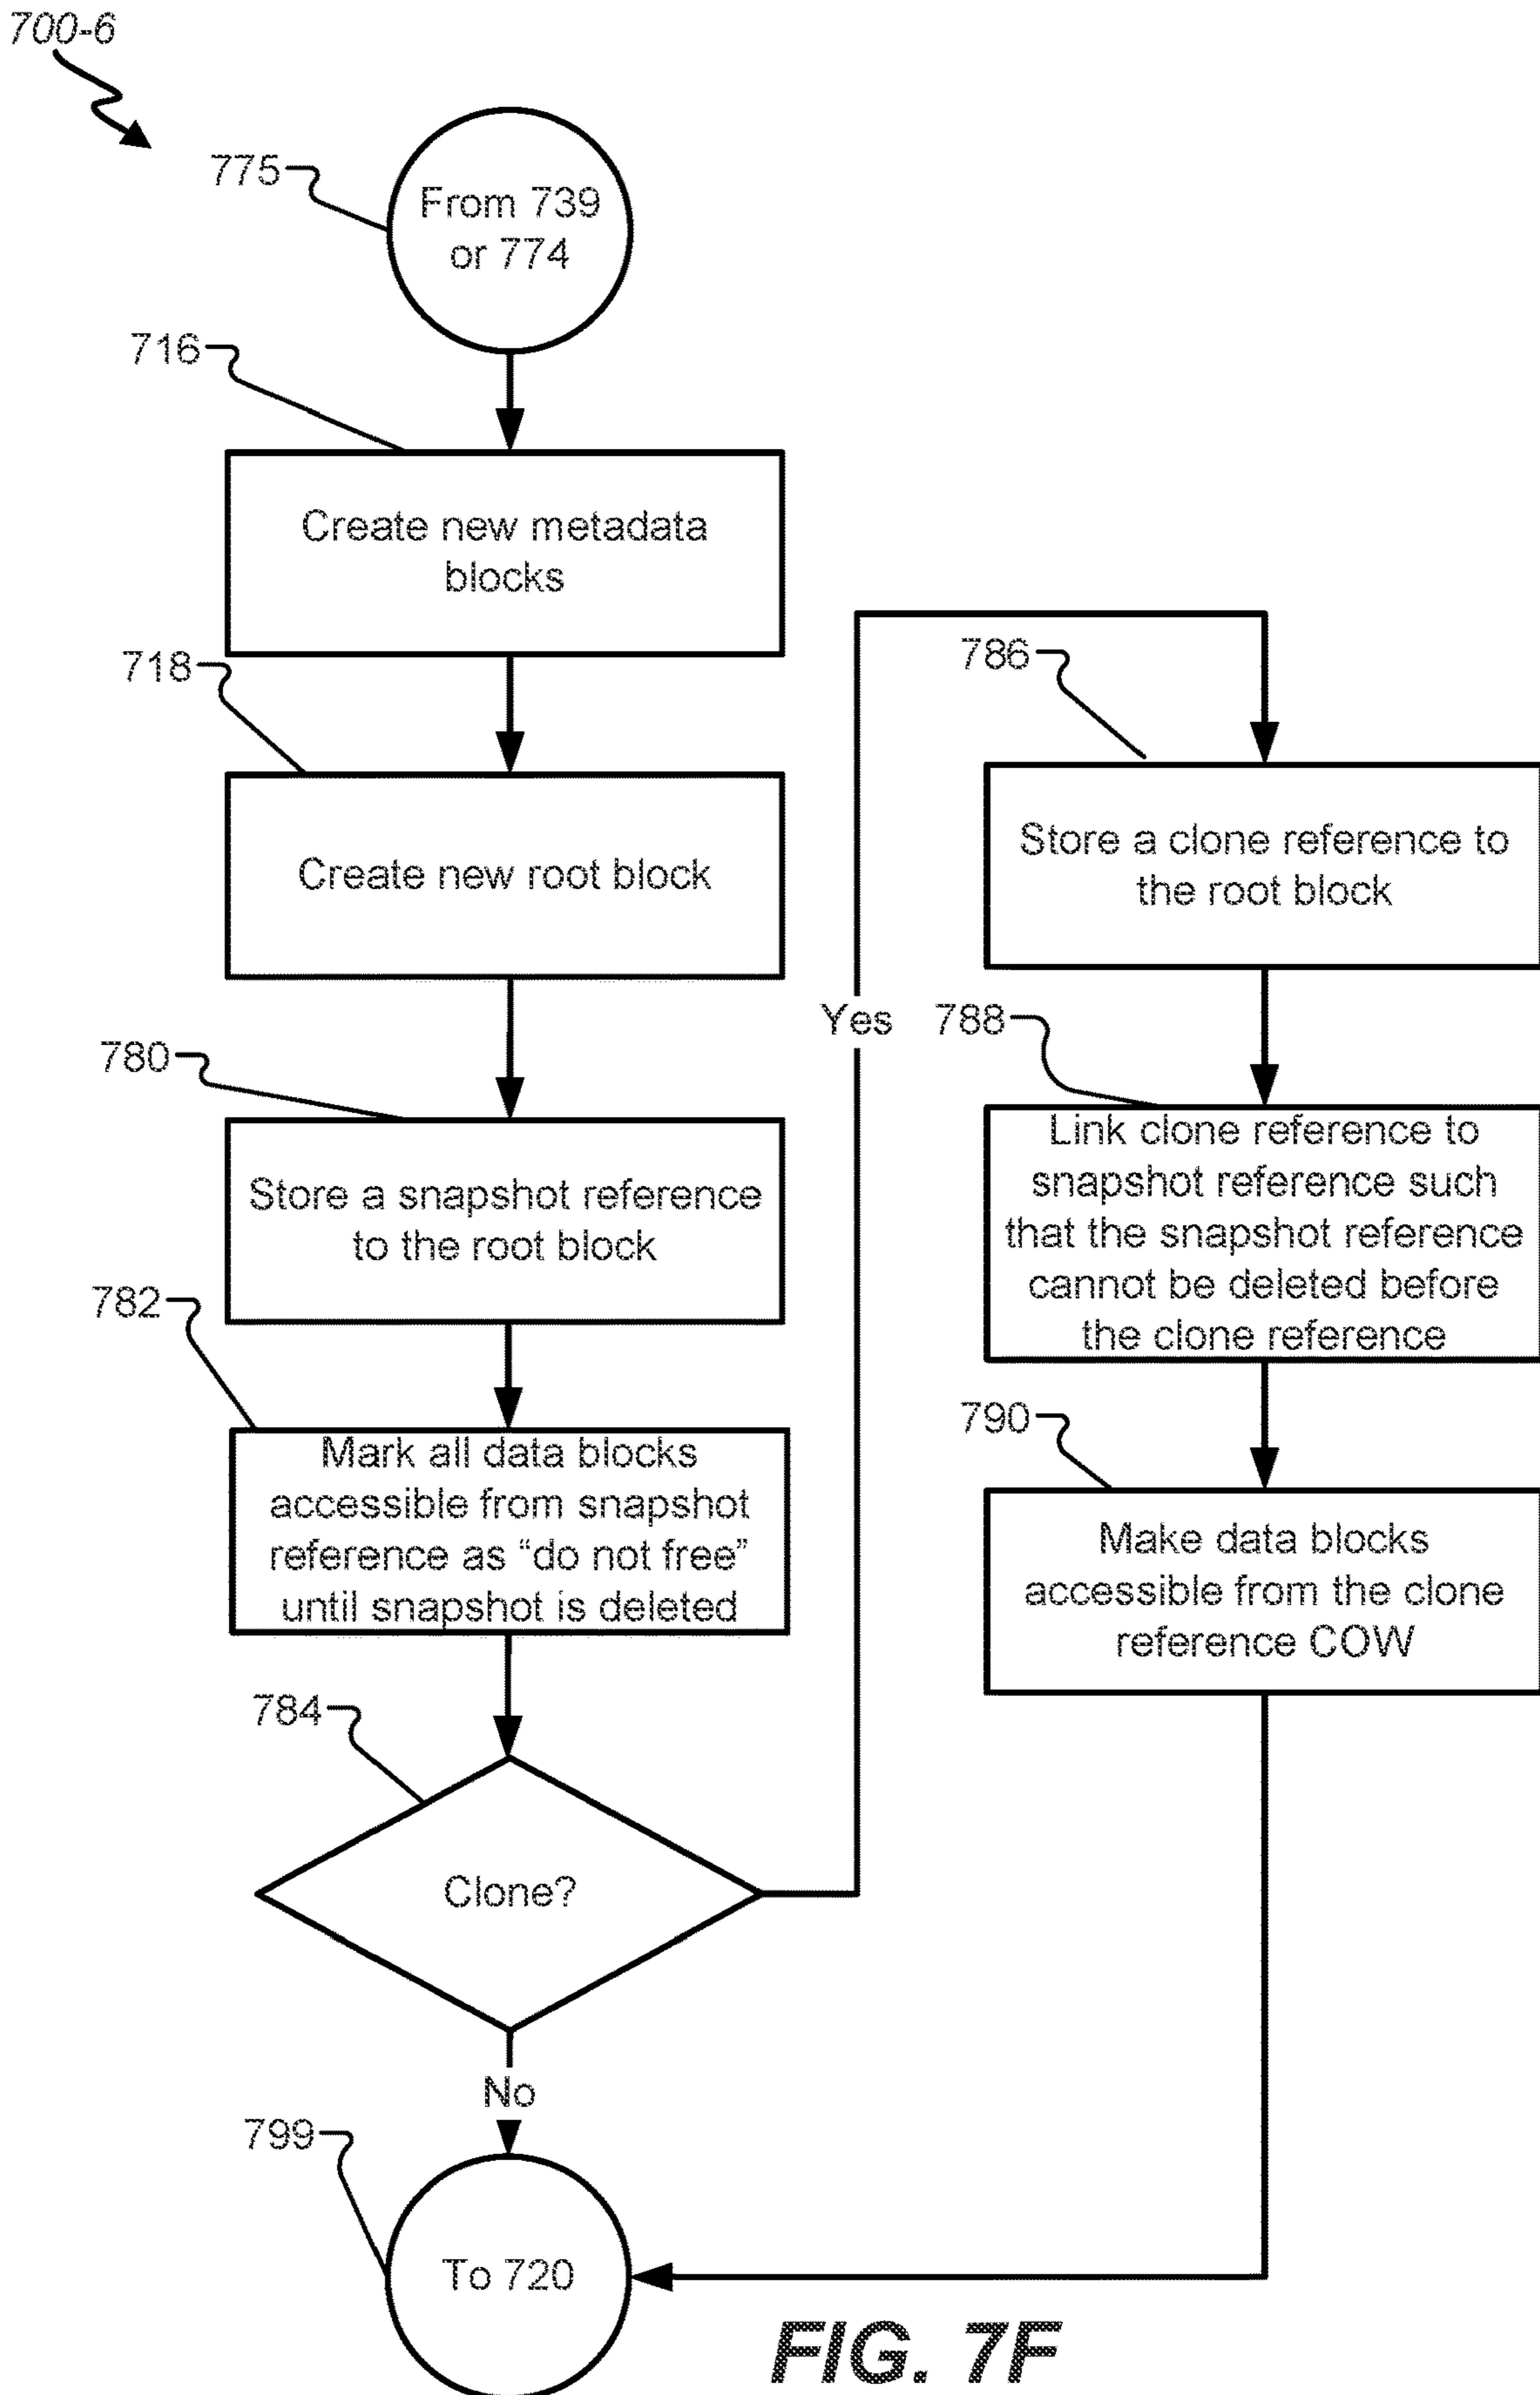 700-6
775
From 739
or 774
716
Create new metadata
blocks
718
Create new root block
780
Store a snapshot reference
to the root block
782
Mark all data blocks
accessible from snapshot
reference as “do not free”
until snapshot is deleted
784
Clone?
Yes
No
786
Store a clone reference to
the root block
788
Link clone reference to
snapshot reference such
that the snapshot reference
cannot be deleted before
the clone reference
790
Make data blocks
accessible from the clone
reference COW
799
To 720
FIG. 7F